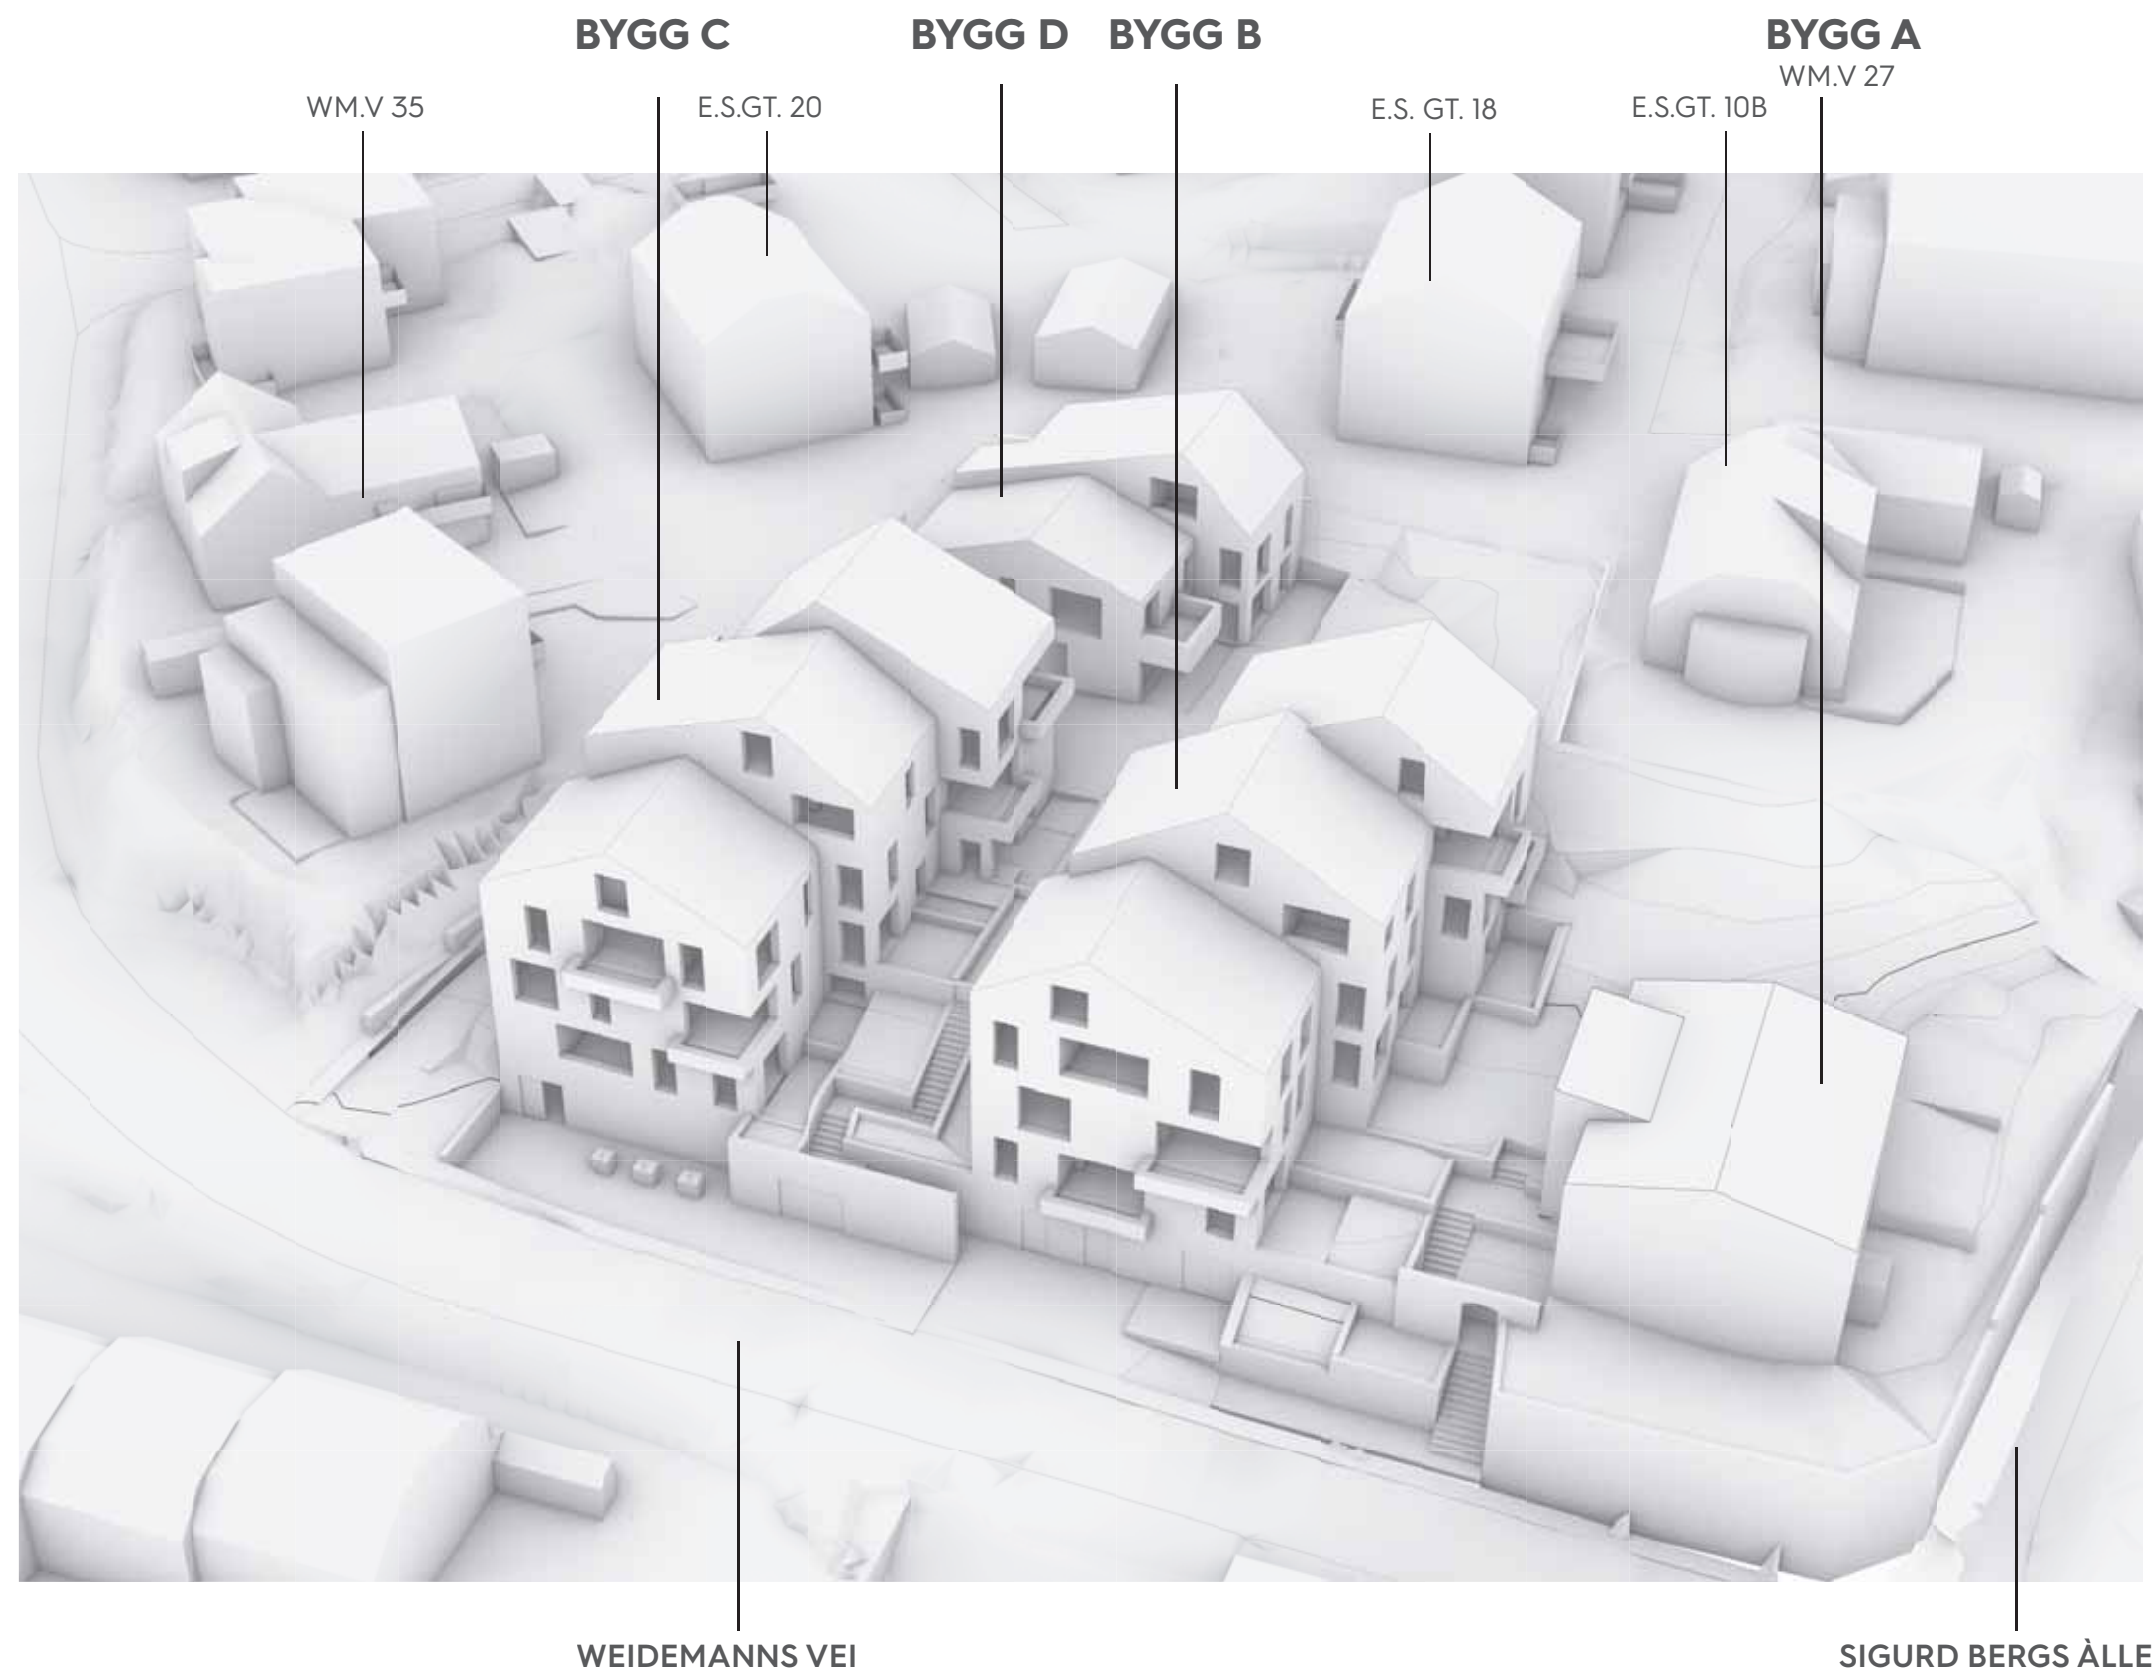 BYGG C
BYGG D
BYGG B
BYGG A
WM.V 27
WM.V 35
E.S.GT. 20
E.S. GT. 18
E.S.GT. 10B
WEIDEMANNS VEI
SIGURD BERGS ÀLLE